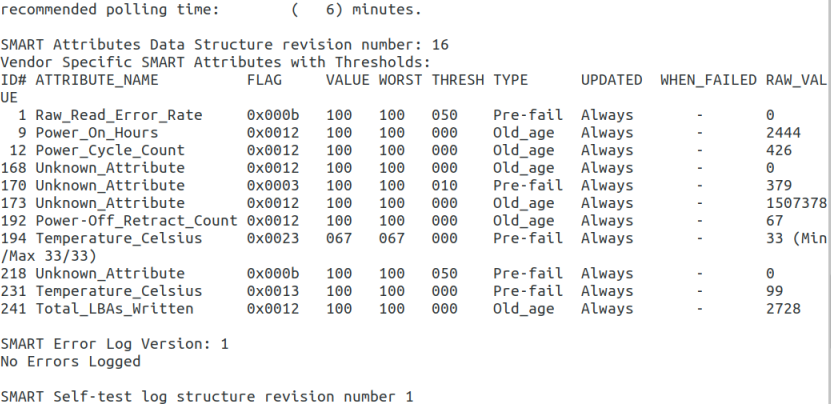 recommended polling time:        (   6) minutes.
SMART Attributes Data Structure revision number: 16
Vendor Specific SMART Attributes with Thresholds:
ID# ATTRIBUTE_NAME          FLAG     VALUE WORST THRESH TYPE      UPDATED  WHEN_FAILED RAW_VAL
UE
  1 Raw_Read_Error_Rate     0x000b   100   100   050    Pre-fail  Always       -       0
  9 Power_On_Hours          0x0012   100   100   000    Old_age   Always       -       2444
 12 Power_Cycle_Count       0x0012   100   100   000    Old_age   Always       -       426
168 Unknown_Attribute       0x0012   100   100   000    Old_age   Always       -       0
170 Unknown_Attribute       0x0003   100   100   010    Pre-fail  Always       -       379
173 Unknown_Attribute       0x0012   100   100   000    Old_age   Always       -       1507378
192 Power-Off_Retract_Count 0x0012   100   100   000    Old_age   Always       -       67
194 Temperature_Celsius     0x0023   067   067   000    Pre-fail  Always       -       33 (Min
/Max 33/33)
218 Unknown_Attribute       0x000b   100   100   050    Pre-fail  Always       -       0
231 Temperature_Celsius     0x0013   100   100   000    Pre-fail  Always       -       99
241 Total_LBAs_Written      0x0012   100   100   000    Old_age   Always       -       2728
SMART Error Log Version: 1
No Errors Logged
SMART Self-test log structure revision number 1